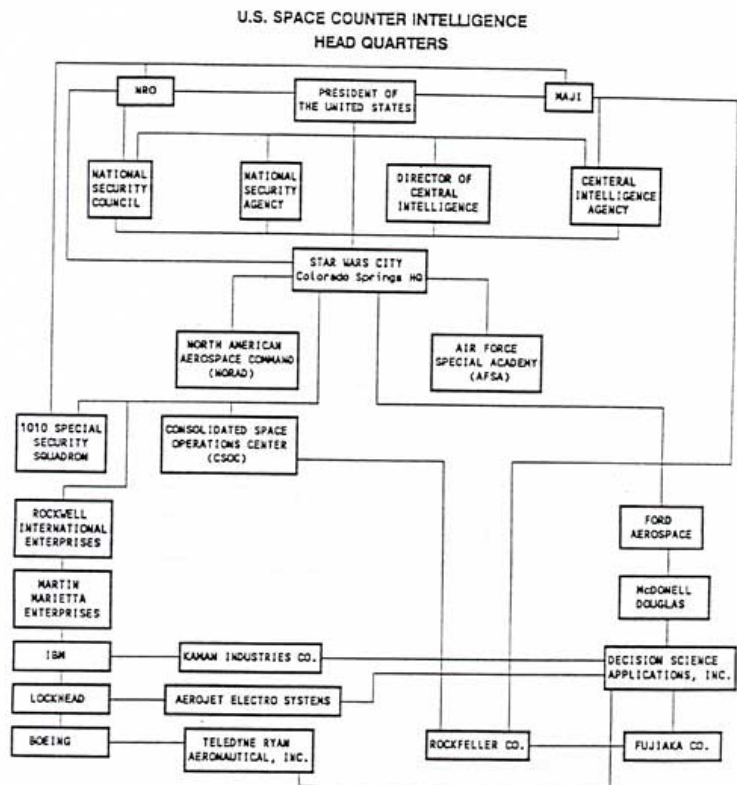 U.S. SPACE COUNTER INTELLIGENCE
HEAD QUARTERS
NRO
PRESIDENT OF
THE UNITED STATES
MAJI
NATIONAL
SECURITY
COUNCIL
NATIONAL
SECURITY
AGENCY
DIRECTOR OF
CENTRAL
INTELLIGENCE
CENTERAL
INTELLIGENCE
AGENCY
STAR WARS CITY
Colorado Springs HQ
NORTH AMERICAN
AEROSPACE COMMAND
(NORAD)
AIR FORCE
SPECIAL ACADEMY
(AFSA)
1010 SPECIAL
SECURITY
SQUADROM
CONSOLIDATED SPACE
OPERATIONS CENTER
(CSOC)
ROCKWELL
INTERNATIONAL
ENTERPRISES
FORD
AEROSPACE
MARTIN
MARIETTA
ENTERPRISES
McDOWELL
DOUGLAS
IBM
KAMAM INDUSTRIES CO.
DECISION SCIENCE
APPLICATIONS, INC.
LOCKHEAD
AEROJET ELECTRO SYSTEMS
BOEING
TELEDYNE RYAM
AERONAUTICAL, INC.
ROCKFELLER CO.
FUJIAKA CO.